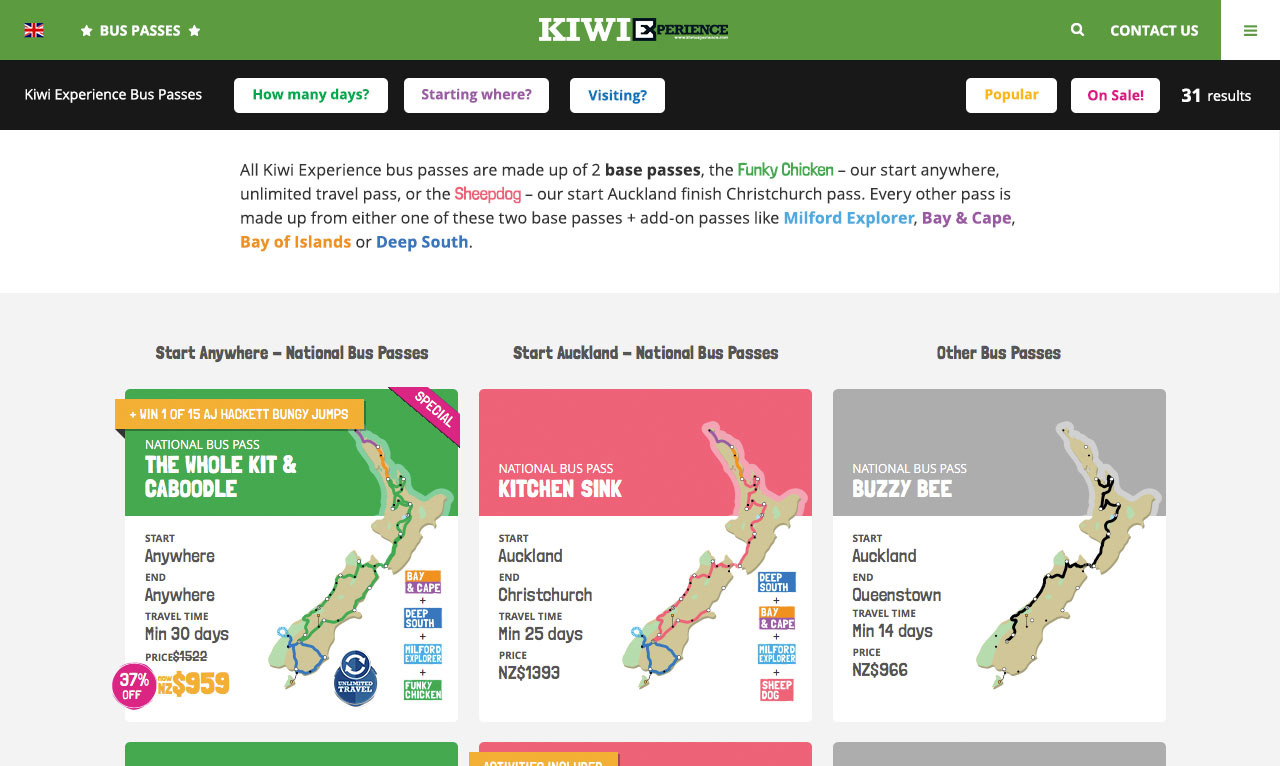 BUS PASSES
KIWI EXPERIENCE
www.kiwiexperience.com
CONTACT US
Kiwi Experience Bus Passes
How many days?
Starting where?
Visiting?
Popular
On Sale!
31 results
All Kiwi Experience bus passes are made up of 2 base passes, the Funky Chicken – our start anywhere,
unlimited travel pass, or the Sheepdog – our start Auckland finish Christchurch pass. Every other pass is
made up from either one of these two base passes + add-on passes like Milford Explorer, Bay & Cape,
Bay of Islands or Deep South.
Start Anywhere – National Bus Passes
+ WIN 1 OF 15 AJ HACKETT BUNGY JUMPS
SPECIAL
NATIONAL BUS PASS
THE WHOLE KIT &
CABOODLE
START
Anywhere
END
Anywhere
TRAVEL TIME
Min 30 days
PRICE$1522
37%
OFF
now
NZ$959
BAY
& CAPE
+
DEEP
SOUTH
+
MILFORD
EXPLORER
+
FUNKY
CHICKEN
UNLIMITED
TRAVEL
Start Auckland – National Bus Passes
NATIONAL BUS PASS
KITCHEN SINK
START
Auckland
END
Christchurch
TRAVEL TIME
Min 25 days
PRICE
NZ$1393
DEEP
SOUTH
+
BAY
& CAPE
+
MILFORD
EXPLORER
+
SHEEP
DOG
Other Bus Passes
NATIONAL BUS PASS
BUZZY BEE
START
Auckland
END
Queenstown
TRAVEL TIME
Min 14 days
PRICE
NZ$966
ACTIVITIES INCLUDED